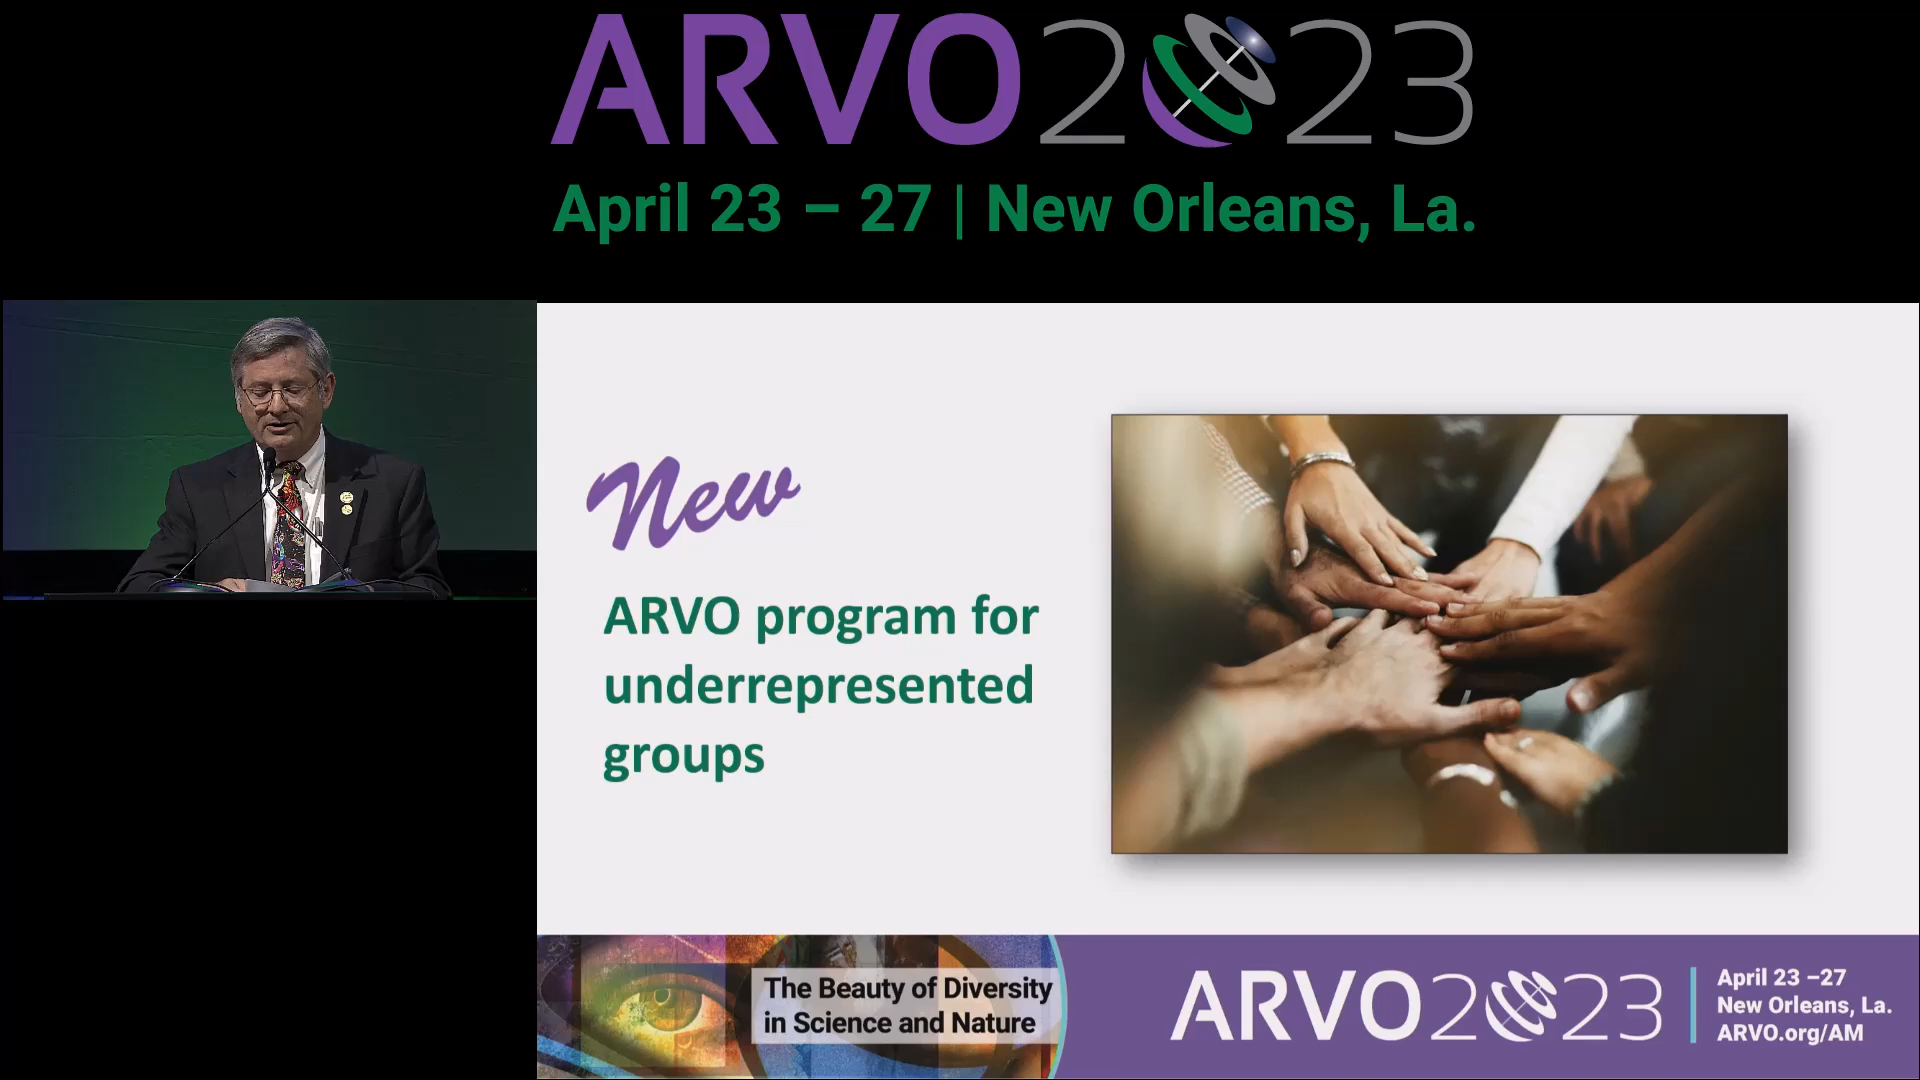 ARVO2023
April 23 – 27 | New Orleans, La.
New
ARVO program for
underrepresented
groups
The Beauty of Diversity
in Science and Nature
ARVO2023
April 23 –27
New Orleans, La.
ARVO.org/AM